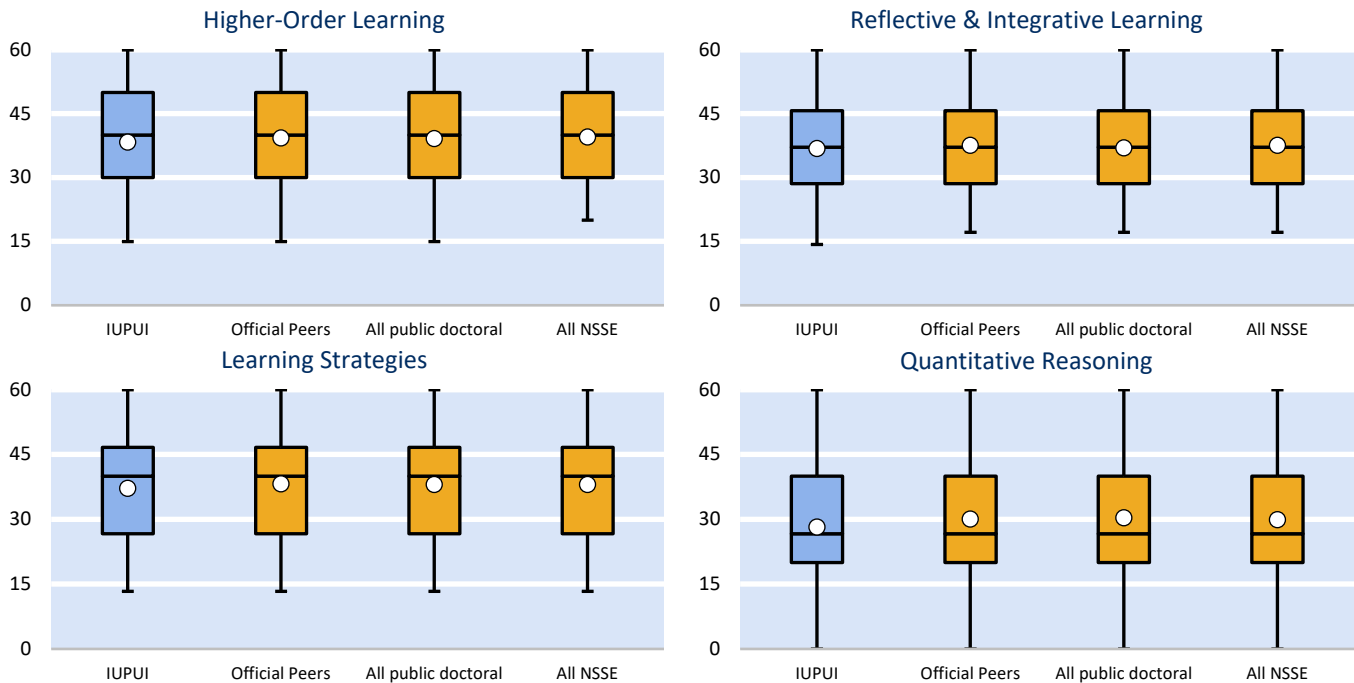 Higher-Order Learning
60
45
30
15
0
IUPUI
Official Peers
All public doctoral
All NSSE
Reflective & Integrative Learning
60
45
30
15
0
IUPUI
Official Peers
All public doctoral
All NSSE
Learning Strategies
60
45
30
15
0
IUPUI
Official Peers
All public doctoral
All NSSE
Quantitative Reasoning
60
45
30
15
0
IUPUI
Official Peers
All public doctoral
All NSSE